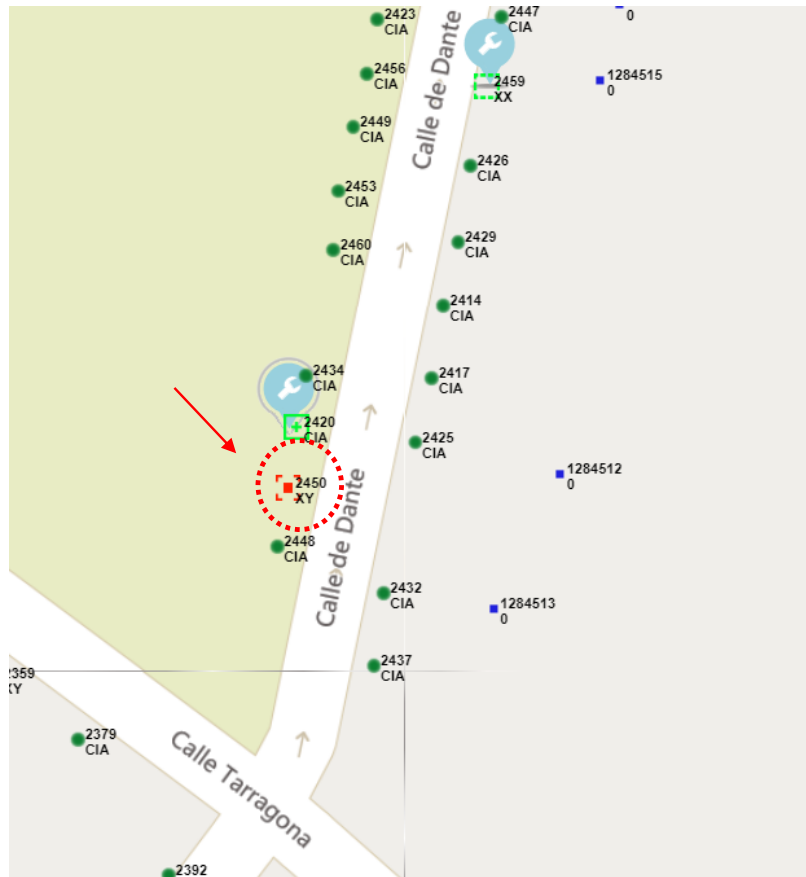 2423
CIA
2447
CIA
0
2456
CIA
2459
XX
1284515
0
Calle de Dante
2449
CIA
2426
CIA
2453
CIA
2460
CIA
2429
CIA
2414
CIA
2434
CIA
2417
CIA
2420
CIA
2425
CIA
1284512
0
2450
XY
Calle de Dante
2448
CIA
2432
CIA
1284513
0
2437
CIA
2359
XY
2379
CIA
Calle Tarragona
2392